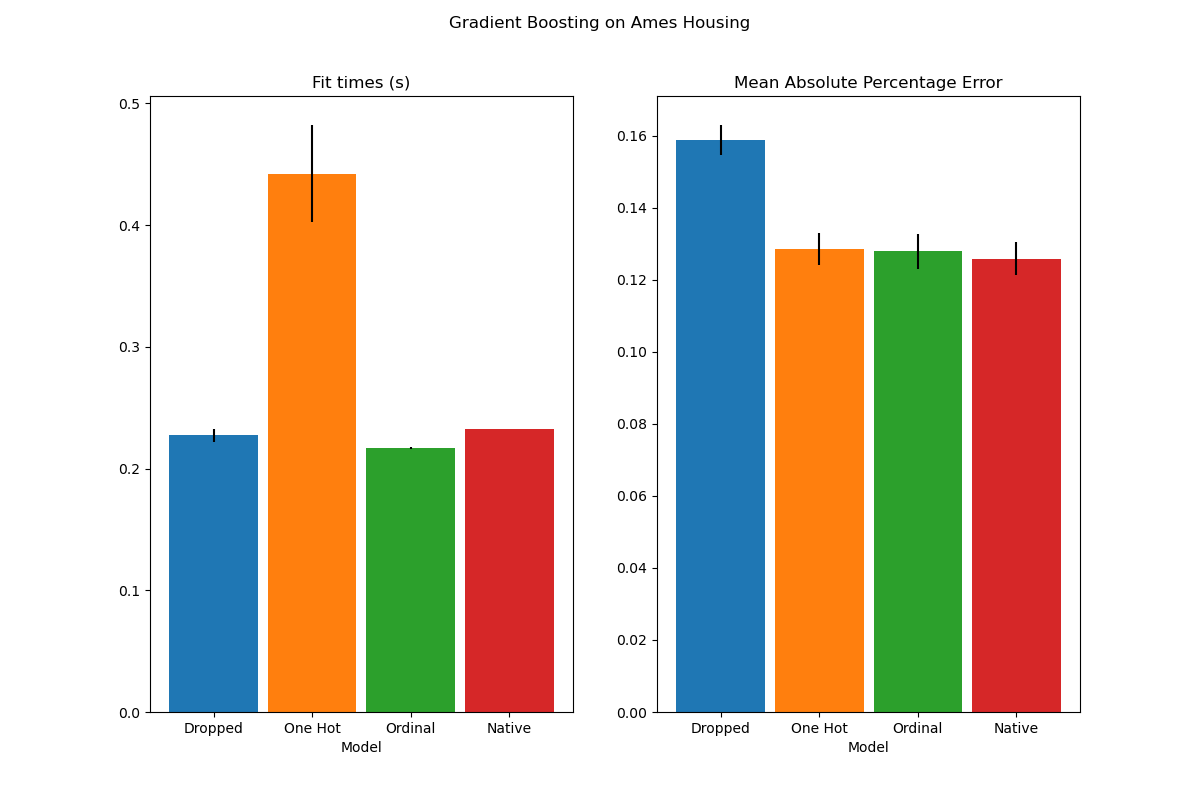 Gradient Boosting on Ames Housing
Fit times (s)
0.5
0.4
0.3
0.2
0.1
0.0
Dropped One Hot Ordinal Native
Model
Mean Absolute Percentage Error
0.16
0.14
0.12
0.10
0.08
0.06
0.04
0.02
0.00
Dropped One Hot Ordinal Native
Model